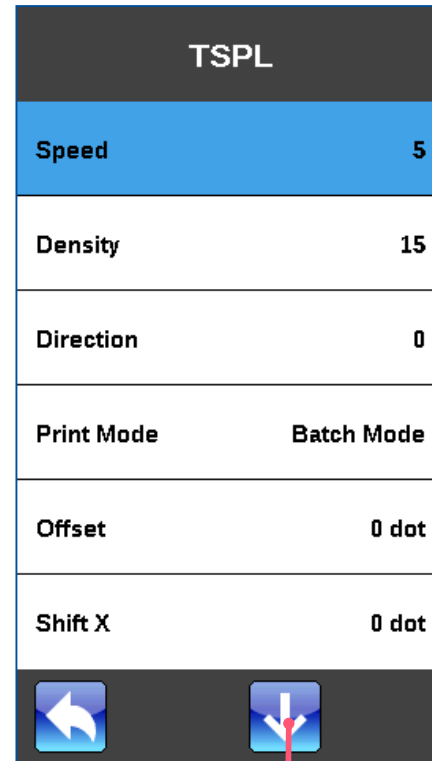 TSPL
Speed 5
Density 15
Direction 0
Print Mode Batch Mode
Offset 0 dot
Shift X 0 dot